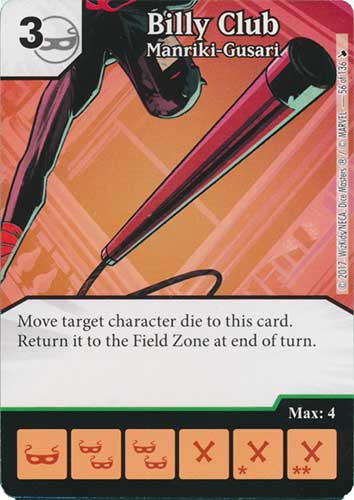 3
Billy Club
Manriki-Gusari
56 of 136
© 2017 WizKids/NECA. Dice Masters ® / © MARVEL
Move target character die to this card.
Return it to the Field Zone at end of turn.
Max: 4
*
**